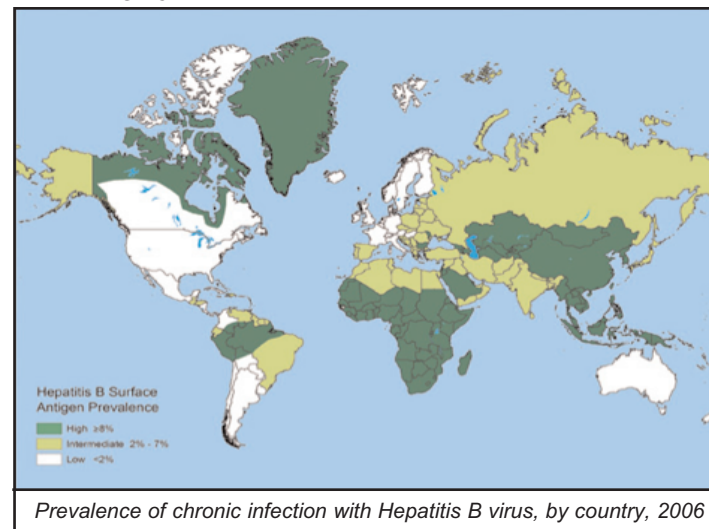 Hepatitis B Surface
Antigen Prevalence
High ≥8%
Intermediate 2% - 7%
Low <2%
Prevalence of chronic infection with Hepatitis B virus, by country, 2006